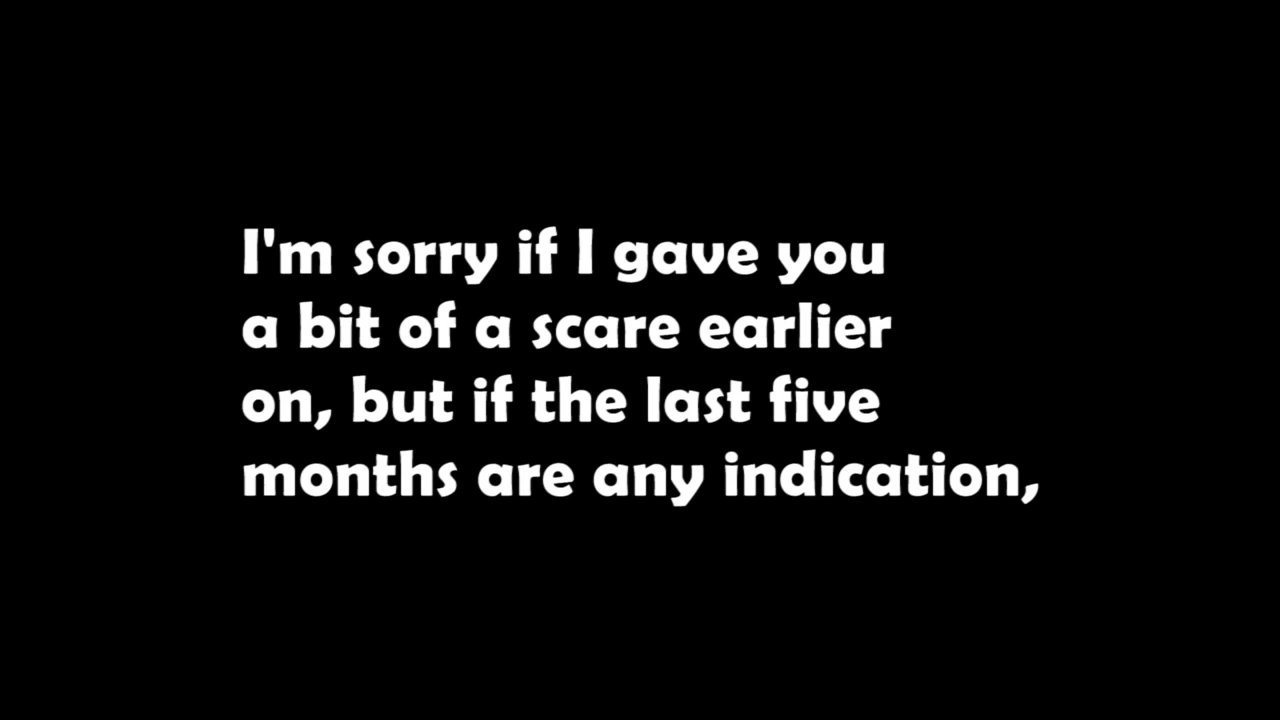 I'm sorry if I gave you
a bit of a scare earlier
on, but if the last five
months are any indication,